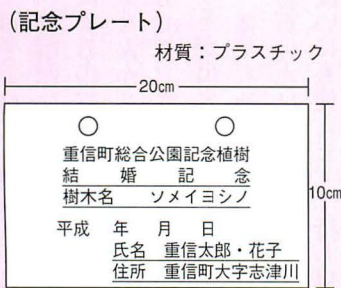 (記念プレート)
材質：プラスチック
20cm
重信町総合公園記念植樹
結婚記念
樹木名 ソメイヨシノ
10cm
平成 年 月 日
氏名 重信太郎・花子
住所 重信町大字志津川